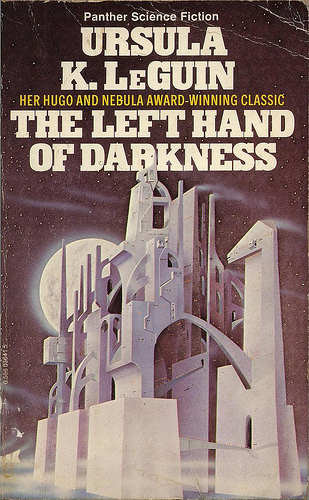 Panther Science Fiction
URSULA
K. LeGUIN
HER HUGO AND NEBULA AWARD-WINNING CLASSIC
THE LEFT HAND
OF DARKNESS